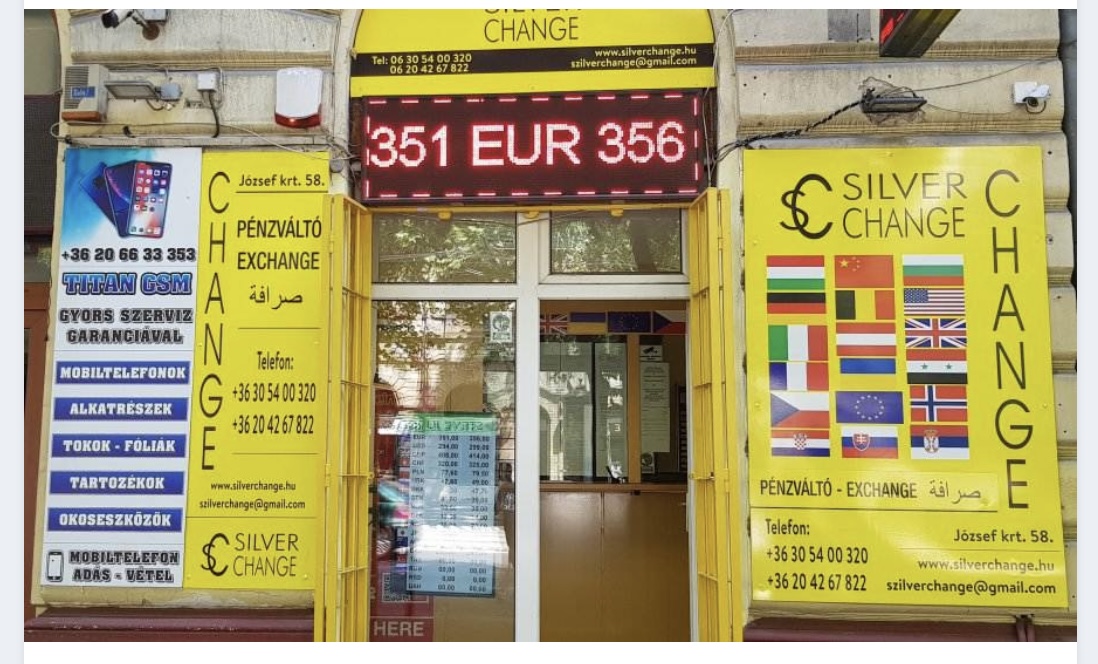 SILVER
CHANGE
Tel: 06 30 54 00 320
06 20 42 67 822
www.silverchange.hu
szilverchange@gmail.com
351 EUR 356
+36 20 66 33 353
TITAN GSM
GYORS SZERVIZ
GARANCIÁVAL
MOBILTELEFONOK
ALKATRÉSZEK
TOKOK - FÓLIÁK
TARTOZÉKOK
OKOSESZKÖZÖK
MOBILTELEFON
ADÁS - VÉTEL
CHANGE
József krt. 58.
PÉNZVÁLTÓ
EXCHANGE
صرافة
Telefon:
+36 30 54 00 320
+36 20 42 67 822
www.silverchange.hu
szilverchange@gmail.com
SC SILVER
CHANGE
HERE
SC SILVER
CHANGE
CHANGE
PÉNZVÁLTÓ - EXCHANGE صرافة
Telefon:
+36 30 54 00 320
+36 20 42 67 822
József krt. 58.
www.silverchange.hu
szilverchange@gmail.com